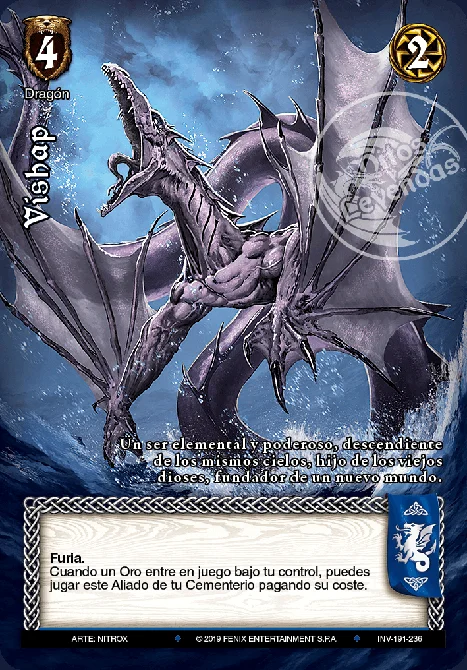 4
2
Dragón
Vishap
Mitos y
Leyendas
Un ser elemental y poderoso, descendiente
de los mismos cielos, hijo de los viejos
dioses, fundador de un nuevo mundo.
Furia.
Cuando un Oro entre en juego bajo tu control, puedes
jugar este Aliado de tu Cementerio pagando su coste.
ARTE: NITROX © 2019 FENIX ENTERTAINMENT S.P.A INV-191-236